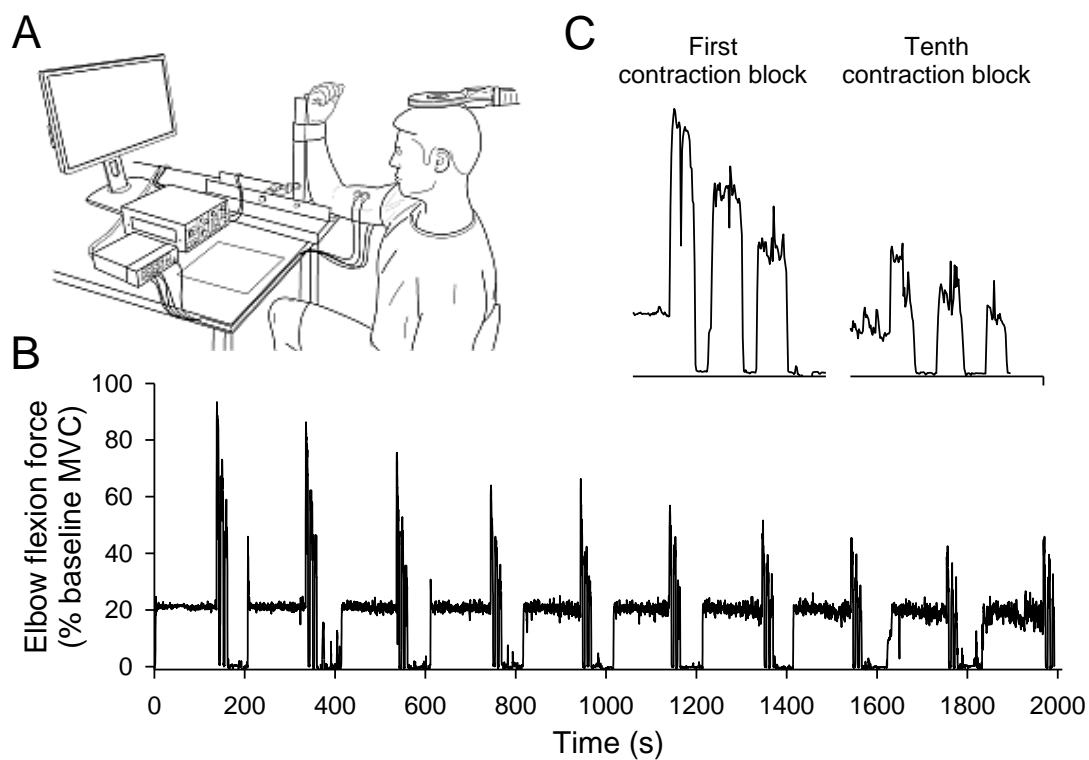 A
C
First
contraction block
Tenth
contraction block
B
Elbow flexion force
(% baseline MVC)
100
80
60
40
20
0
0 200 400 600 800 1000 1200 1400 1600 1800 2000
Time (s)